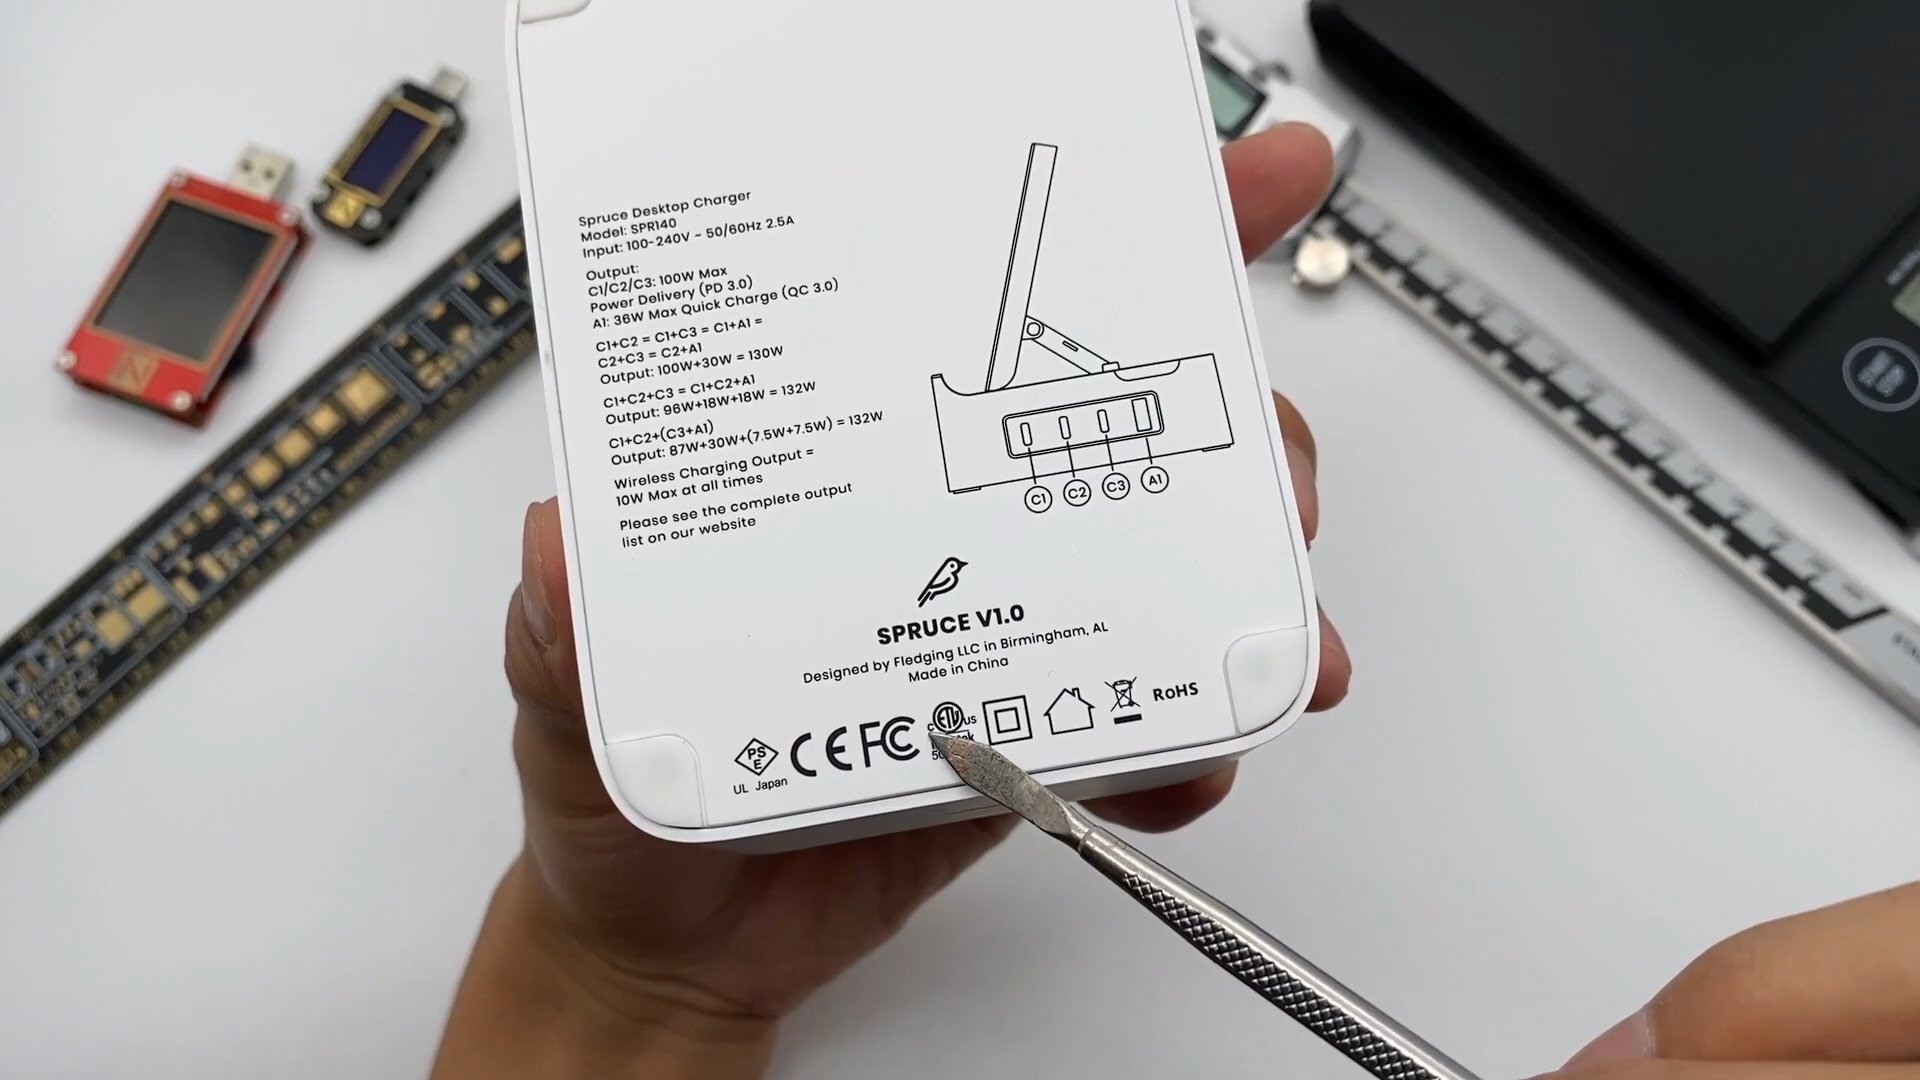 Spruce Desktop Charger
Model: SPR140
Input: 100-240V ~ 50/60Hz 2.5A
Output:
C1/C2/C3: 100W Max
Power Delivery (PD 3.0)
A1: 36W Max Quick Charge (QC 3.0)
C1+C2 = C1+C3 = C1+A1 =
C2+C3 = C2+A1
Output: 100W+30W = 130W
C1+C2+C3 = C1+C2+A1
Output: 96W+18W+18W = 132W
C1+C2+(C3+A1)
Output: 87W+30W+(7.5W+7.5W) = 132W
Wireless Charging Output =
10W Max at all times
Please see the complete output
list on our website
C1 C2 C3 A1
SPRUCE V1.0
Designed by Fledging LLC in Birmingham, AL
Made in China
PS
E
UL Japan
CE FC
c ETL US
RoHS